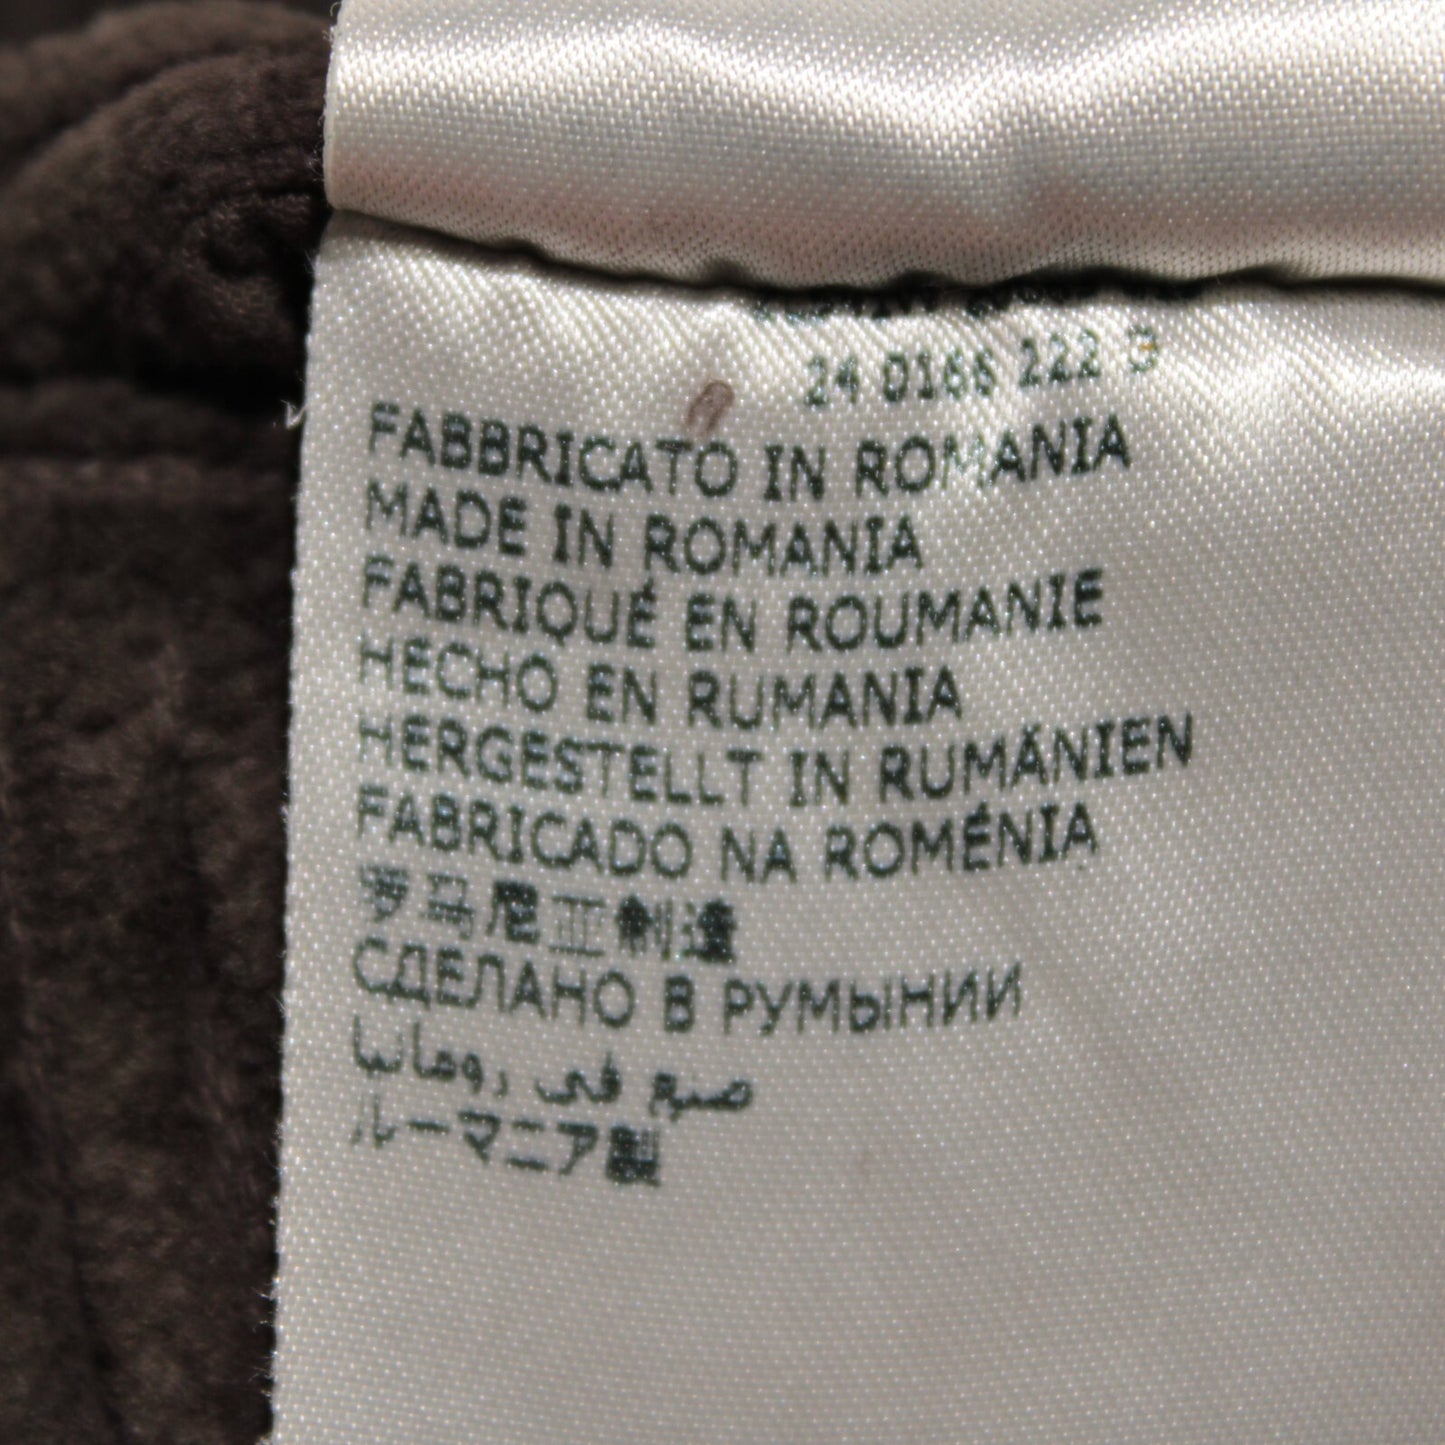 24 0166 222
FABBRICATO IN ROMANIA
MADE IN ROMANIA
FABRIQUÉ EN ROUMANIE
HECHO EN RUMANIA
HERGESTELLT IN RUMÄNIEN
FABRICADO NA ROMÉNIA
罗马尼亚制造
СДЕЛАНО В РУМЫНИИ
صنع في رومانيا
ルーマニア製